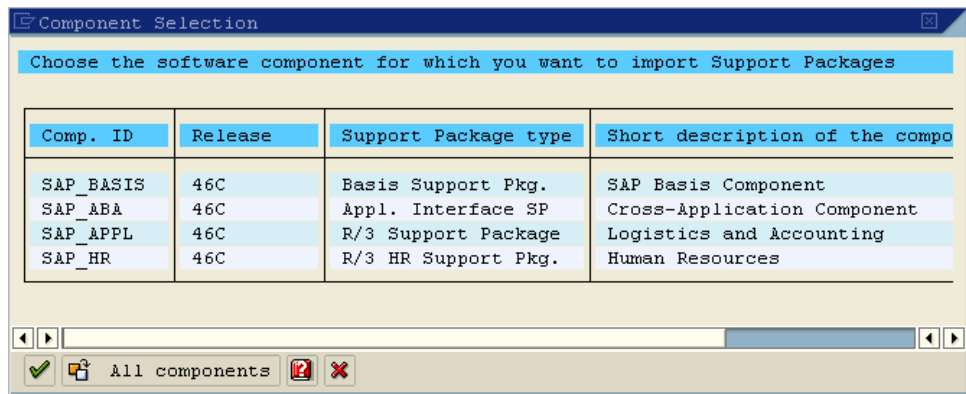 Component Selection
Choose the software component for which you want to import Support Packages
Comp. ID Release Support Package type Short description of the compo
SAP_BASIS 46C Basis Support Pkg. SAP Basis Component
SAP_ABA 46C Appl. Interface SP Cross-Application Component
SAP_APPL 46C R/3 Support Package Logistics and Accounting
SAP_HR 46C R/3 HR Support Pkg. Human Resources
All components